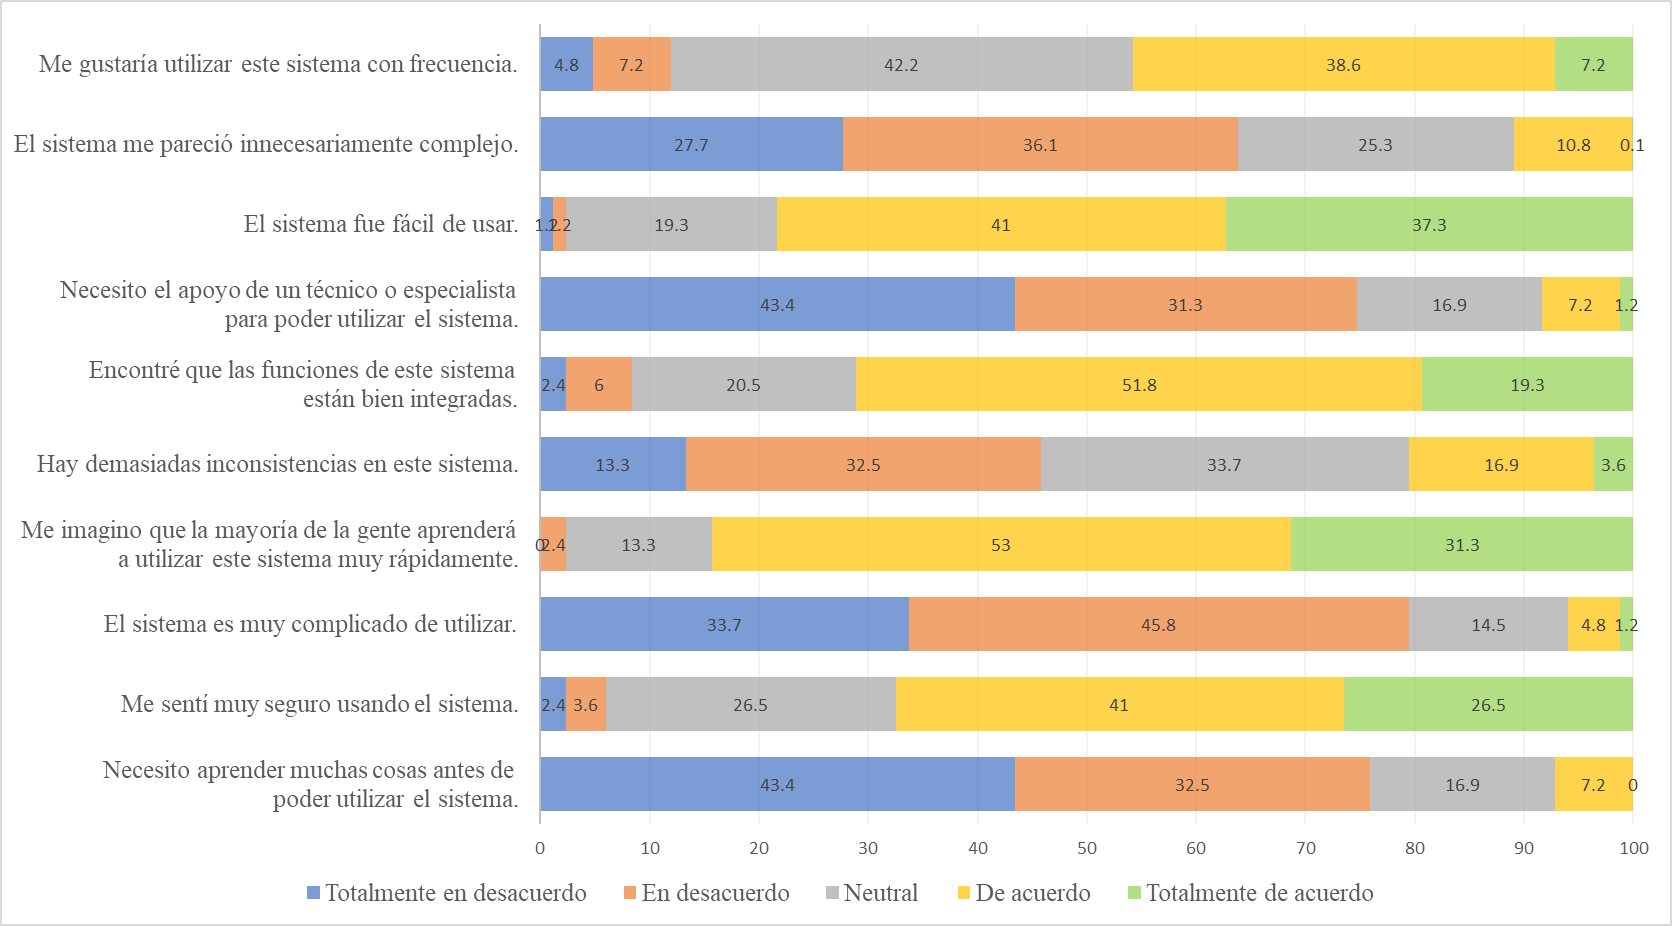 Me gustaría utilizar este sistema con frecuencia.
4.8 7.2 42.2 38.6 7.2
El sistema me pareció innecesariamente complejo.
27.7 36.1 25.3 10.8 0.1
El sistema fue fácil de usar.
1.2 1.2 19.3 41 37.3
Necesito el apoyo de un técnico o especialista
para poder utilizar el sistema.
43.4 31.3 16.9 7.2 1.2
Encontré que las funciones de este sistema
están bien integradas.
2.4 6 20.5 51.8 19.3
Hay demasiadas inconsistencias en este sistema.
13.3 32.5 33.7 16.9 3.6
Me imagino que la mayoría de la gente aprenderá
a utilizar este sistema muy rápidamente.
0 2.4 13.3 53 31.3
El sistema es muy complicado de utilizar.
33.7 45.8 14.5 4.8 1.2
Me sentí muy seguro usando el sistema.
2.4 3.6 26.5 41 26.5
Necesito aprender muchas cosas antes de
poder utilizar el sistema.
43.4 32.5 16.9 7.2 0
0 10 20 30 40 50 60 70 80 90 100
Totalmente en desacuerdo En desacuerdo Neutral De acuerdo Totalmente de acuerdo